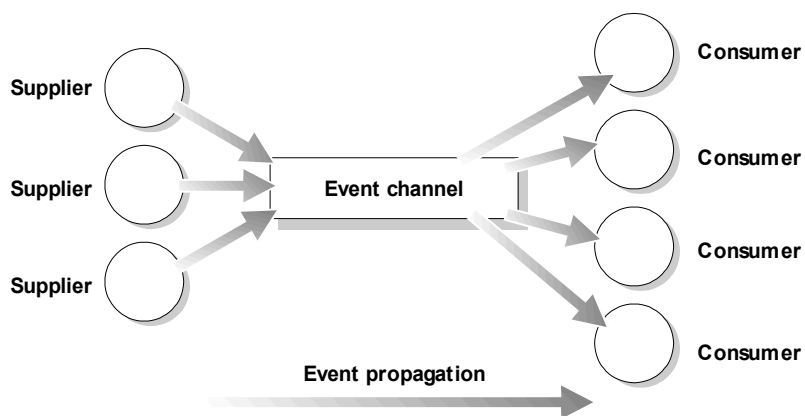 Supplier
Supplier
Supplier
Event channel
Consumer
Consumer
Consumer
Consumer
Event propagation